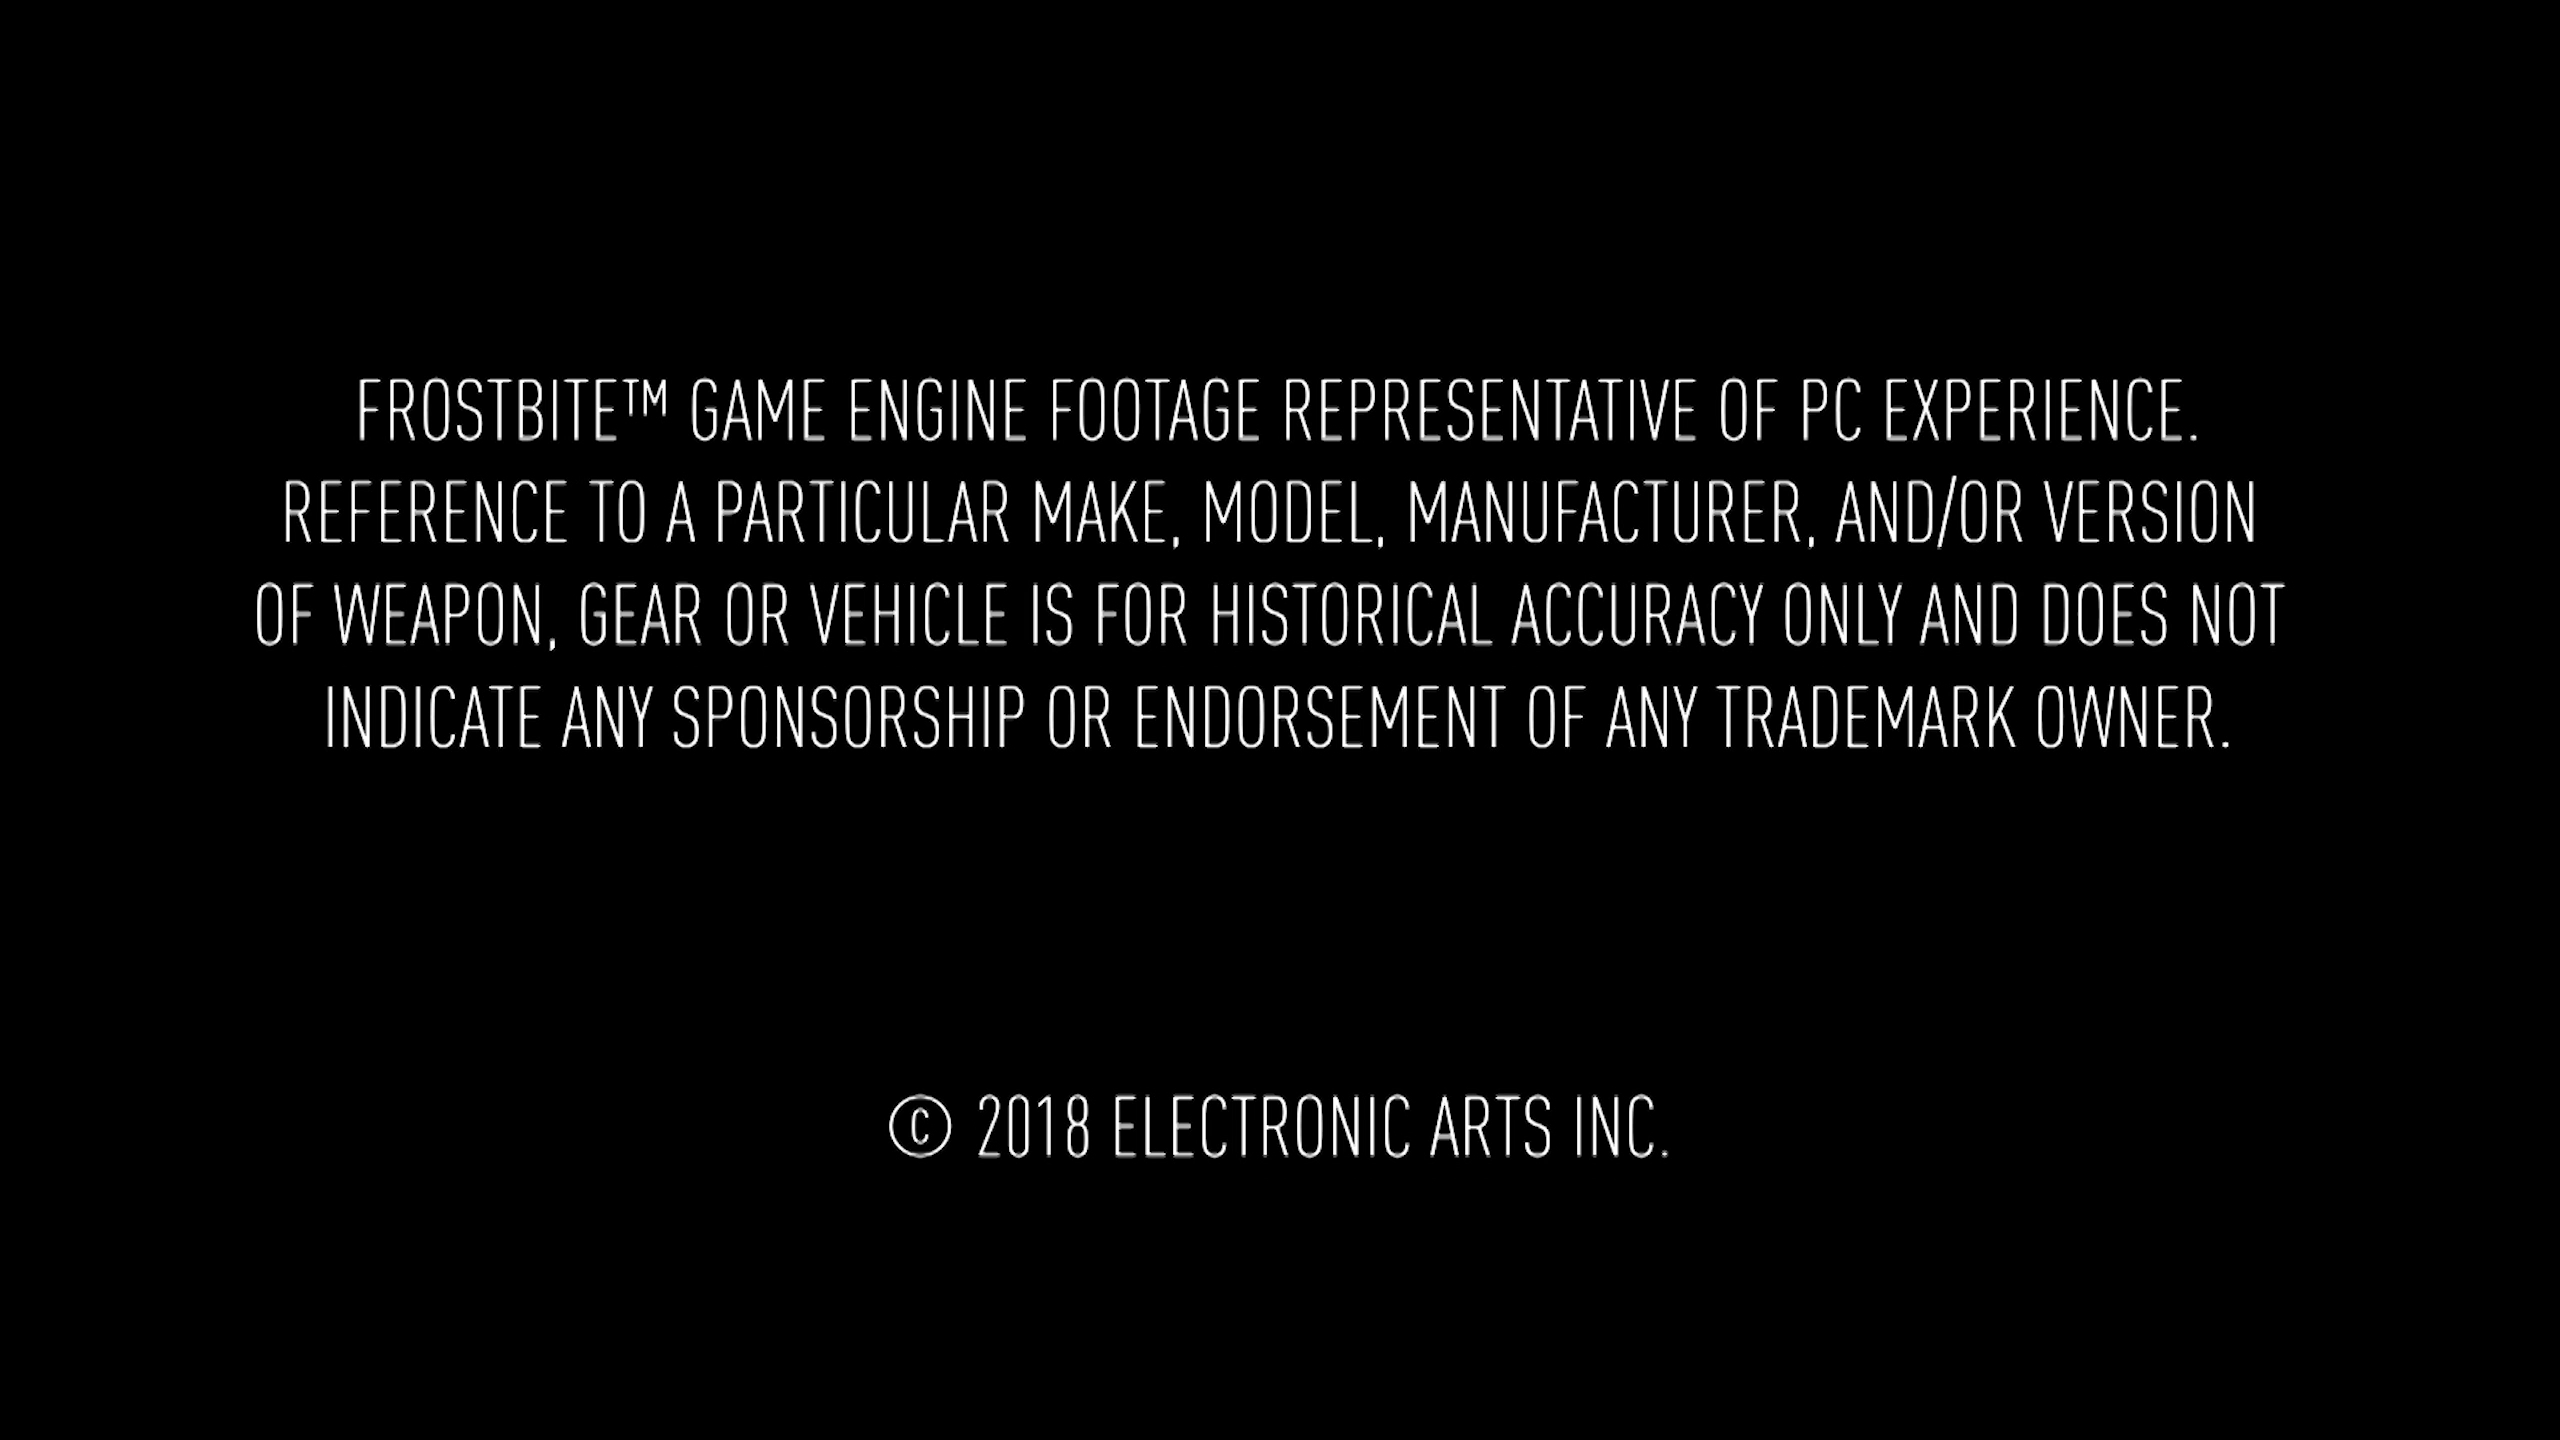 FROSTBITE™ GAME ENGINE FOOTAGE REPRESENTATIVE OF PC EXPERIENCE.
REFERENCE TO A PARTICULAR MAKE, MODEL, MANUFACTURER, AND/OR VERSION
OF WEAPON, GEAR OR VEHICLE IS FOR HISTORICAL ACCURACY ONLY AND DOES NOT
INDICATE ANY SPONSORSHIP OR ENDORSEMENT OF ANY TRADEMARK OWNER.
© 2018 ELECTRONIC ARTS INC.